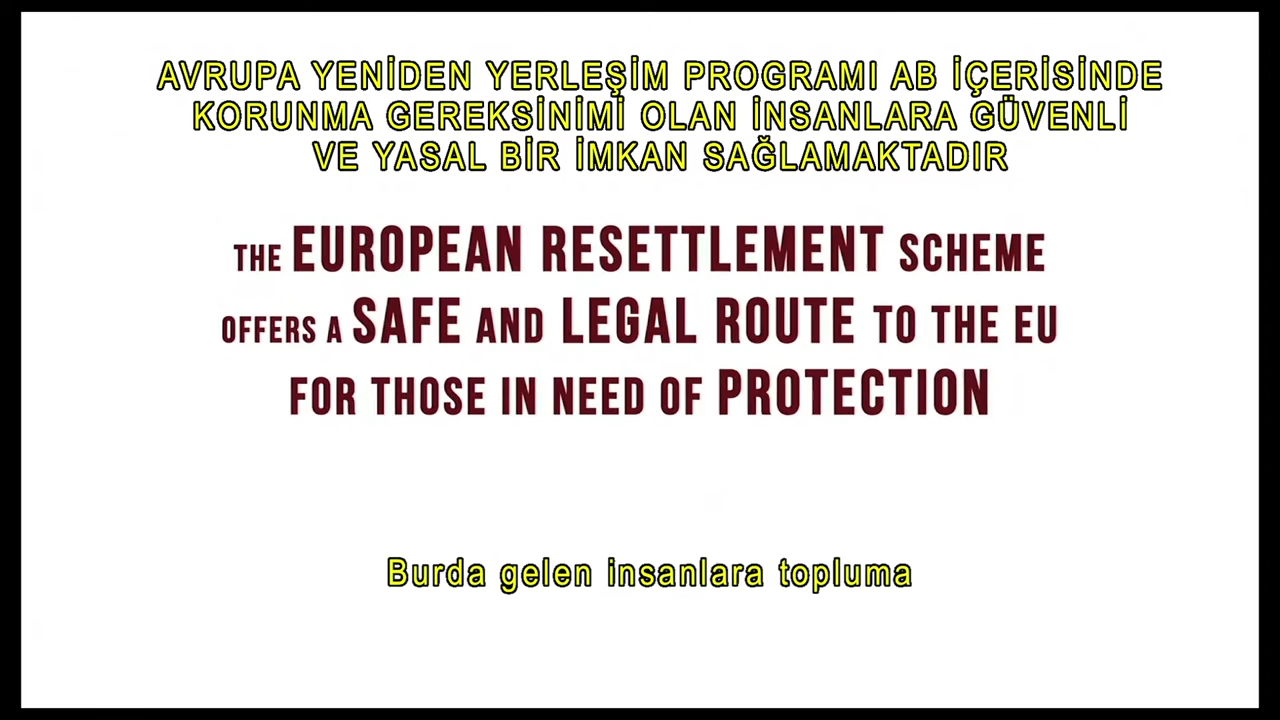 AVRUPA YENİDEN YERLEŞİM PROGRAMI AB İÇERİSİNDE
KORUNMA GEREKSİNİMİ OLAN İNSANLARA GÜVENLİ
VE YASAL BİR İMKAN SAĞLAMAKTADIR
THE EUROPEAN RESETTLEMENT SCHEME
OFFERS A SAFE AND LEGAL ROUTE TO THE EU
FOR THOSE IN NEED OF PROTECTION
Burda gelen insanlara topluma